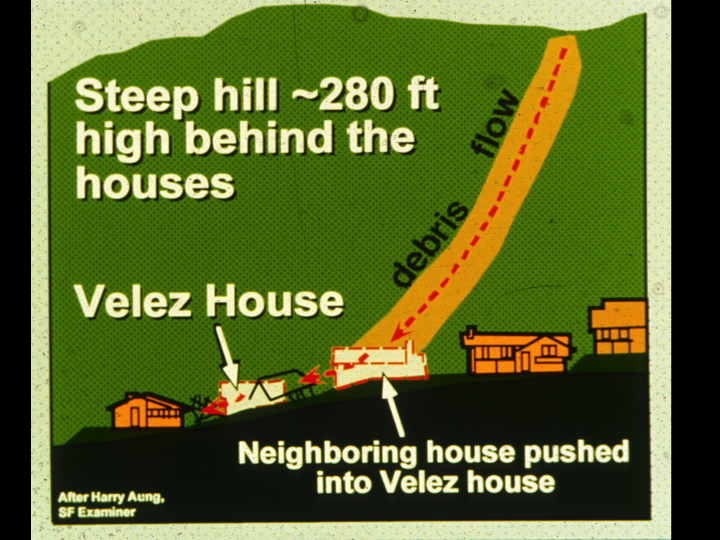 Steep hill ~280 ft
high behind the
houses
debris flow
Velez House
Neighboring house pushed
into Velez house
After Harry Aung,
SF Examiner